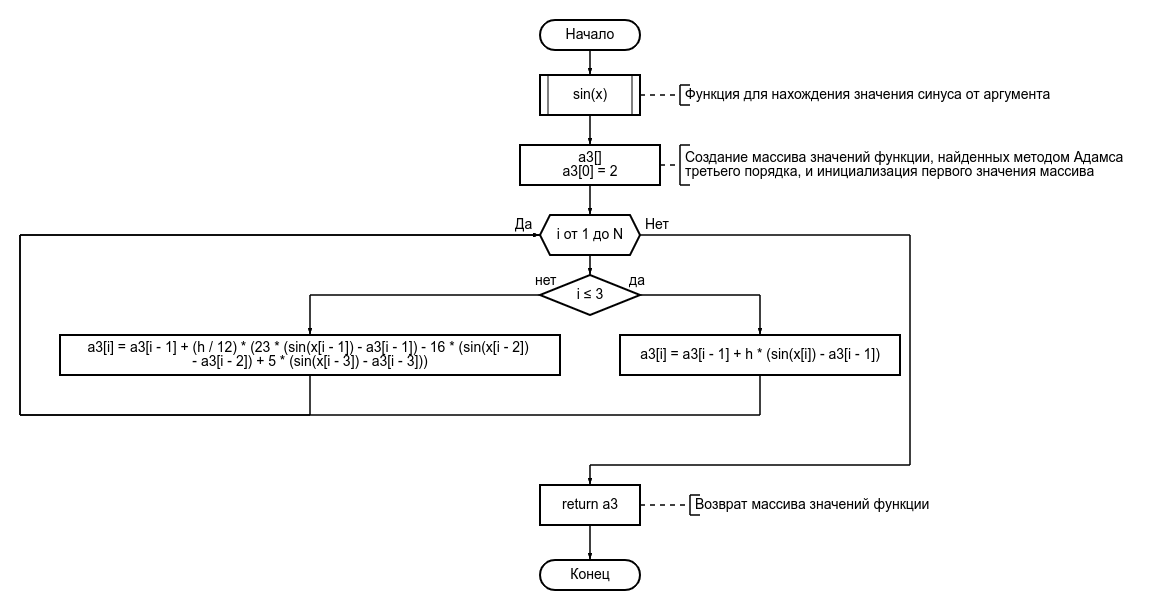 Начало
sin(x)
Функция для нахождения значения синуса от аргумента
a3[]
a3[0] = 2
Создание массива значений функции, найденных методом Адамса
третьего порядка, и инициализация первого значения массива
Да
i от 1 до N
Нет
нет
i ≤ 3
да
a3[i] = a3[i - 1] + (h / 12) * (23 * (sin(x[i - 1]) - a3[i - 1]) - 16 * (sin(x[i - 2])
- a3[i - 2]) + 5 * (sin(x[i - 3]) - a3[i - 3]))
a3[i] = a3[i - 1] + h * (sin(x[i]) - a3[i - 1])
return a3
Возврат массива значений функции
Конец